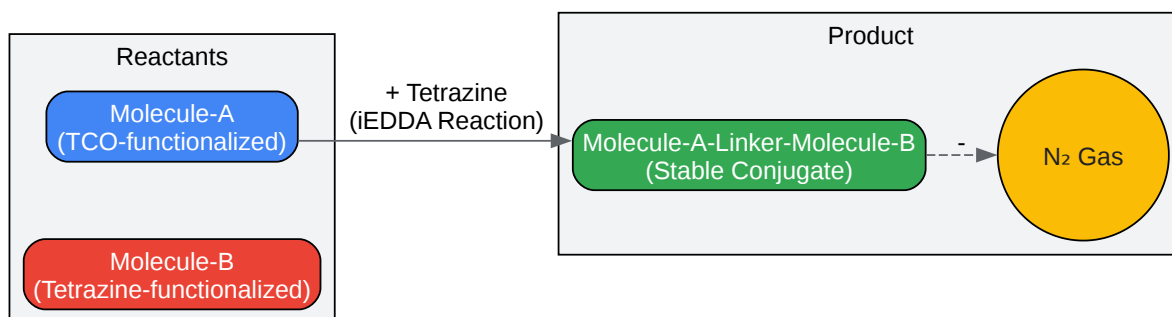 Reactants
Molecule-A
(TCO-functionalized)
Molecule-B
(Tetrazine-functionalized)
+ Tetrazine
(iEDDA Reaction)
Product
Molecule-A-Linker-Molecule-B
(Stable Conjugate)
-
N₂ Gas